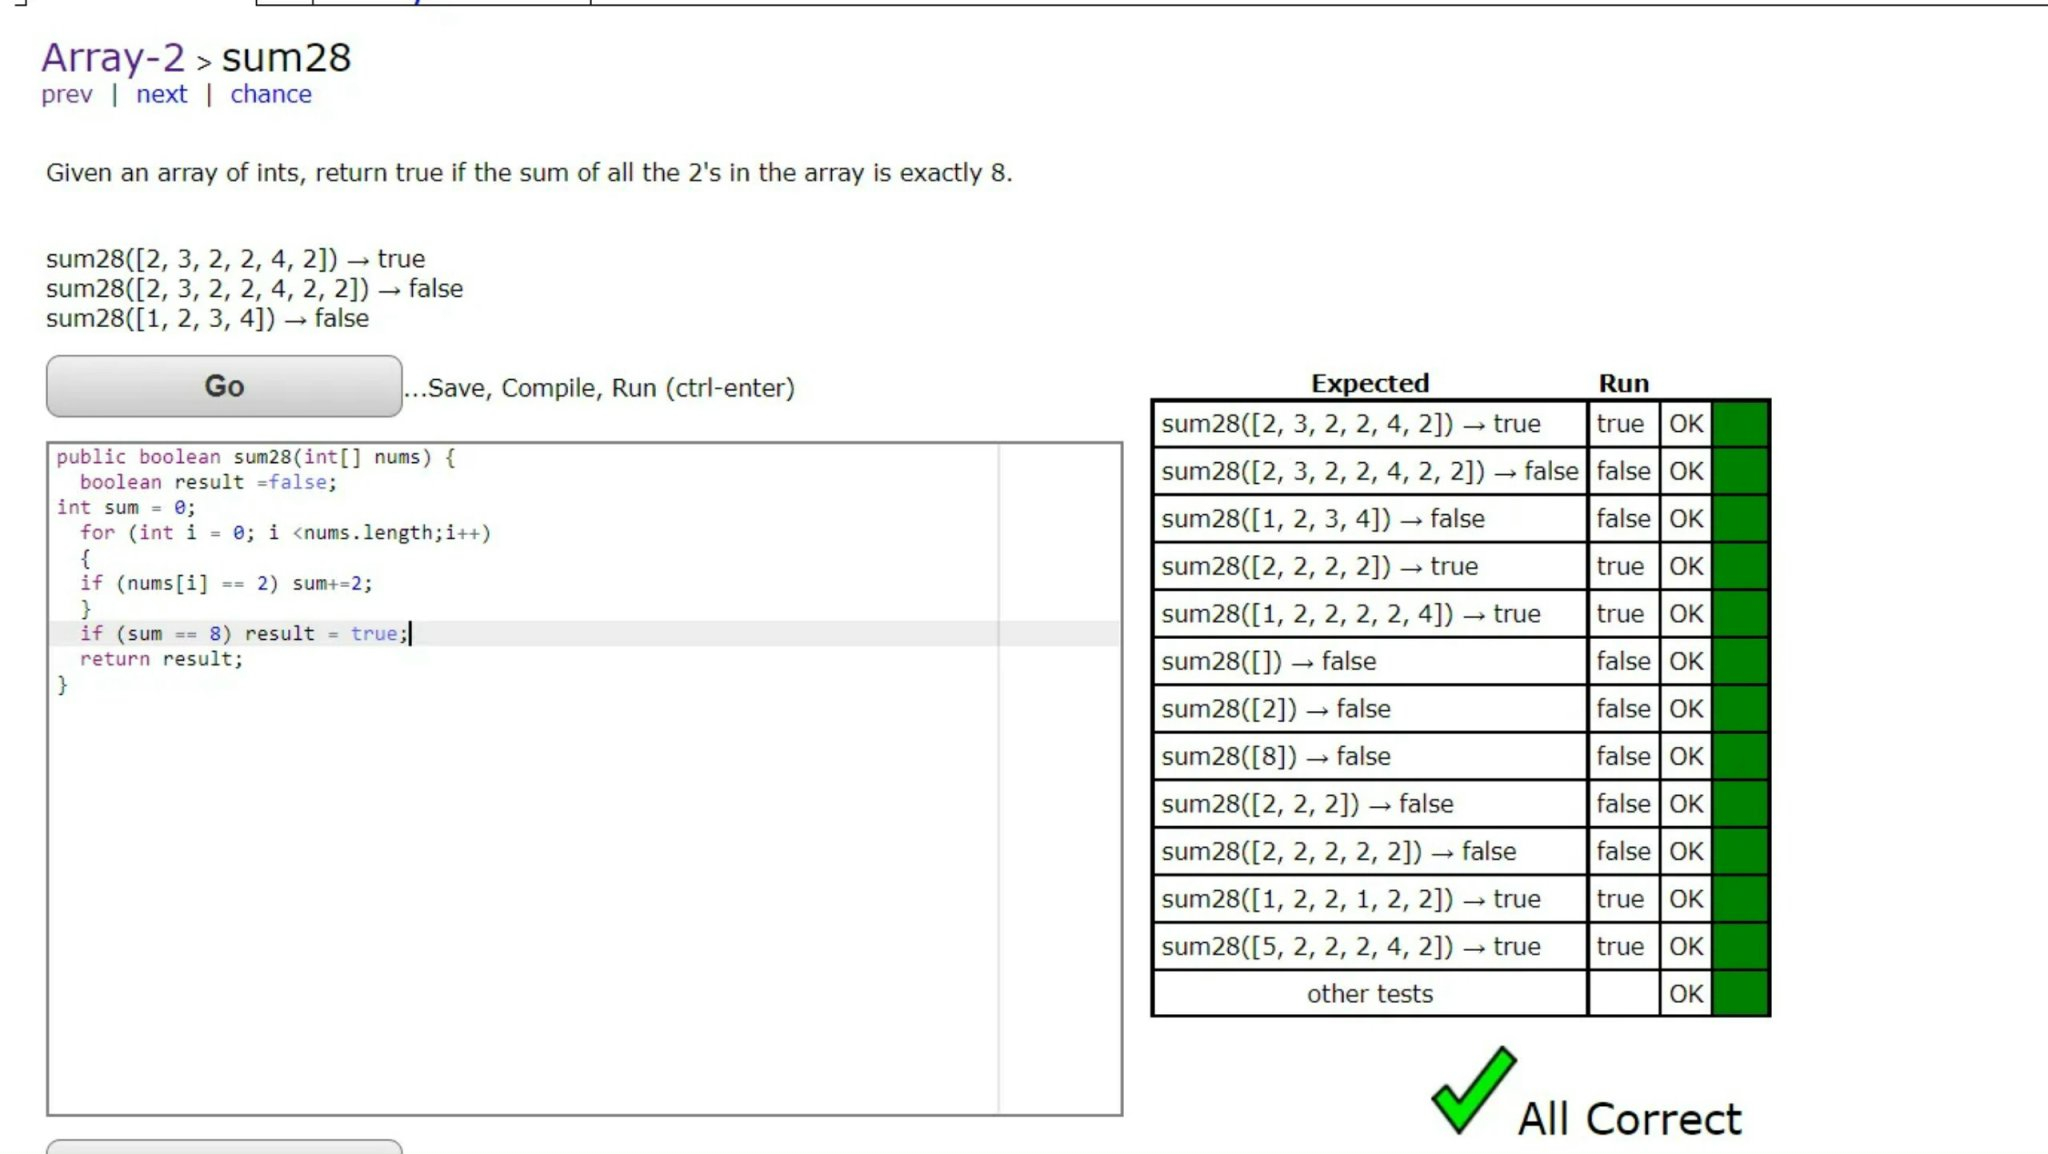 Array-2 > sum28
prev | next | chance
Given an array of ints, return true if the sum of all the 2's in the array is exactly 8.
sum28([2, 3, 2, 2, 4, 2]) → true
sum28([2, 3, 2, 2, 4, 2, 2]) → false
sum28([1, 2, 3, 4]) → false
Go ...Save, Compile, Run (ctrl-enter)
public boolean sum28(int[] nums) {
  boolean result =false;
int sum = 0;
  for (int i = 0; i <nums.length;i++)
  {
  if (nums[i] == 2) sum+=2;
  }
  if (sum == 8) result = true;
  return result;
}
Expected Run
sum28([2, 3, 2, 2, 4, 2]) → true true OK
sum28([2, 3, 2, 2, 4, 2, 2]) → false false OK
sum28([1, 2, 3, 4]) → false false OK
sum28([2, 2, 2, 2]) → true true OK
sum28([1, 2, 2, 2, 2, 4]) → true true OK
sum28([]) → false false OK
sum28([2]) → false false OK
sum28([8]) → false false OK
sum28([2, 2, 2]) → false false OK
sum28([2, 2, 2, 2, 2]) → false false OK
sum28([1, 2, 2, 1, 2, 2]) → true true OK
sum28([5, 2, 2, 2, 4, 2]) → true true OK
other tests OK
All Correct